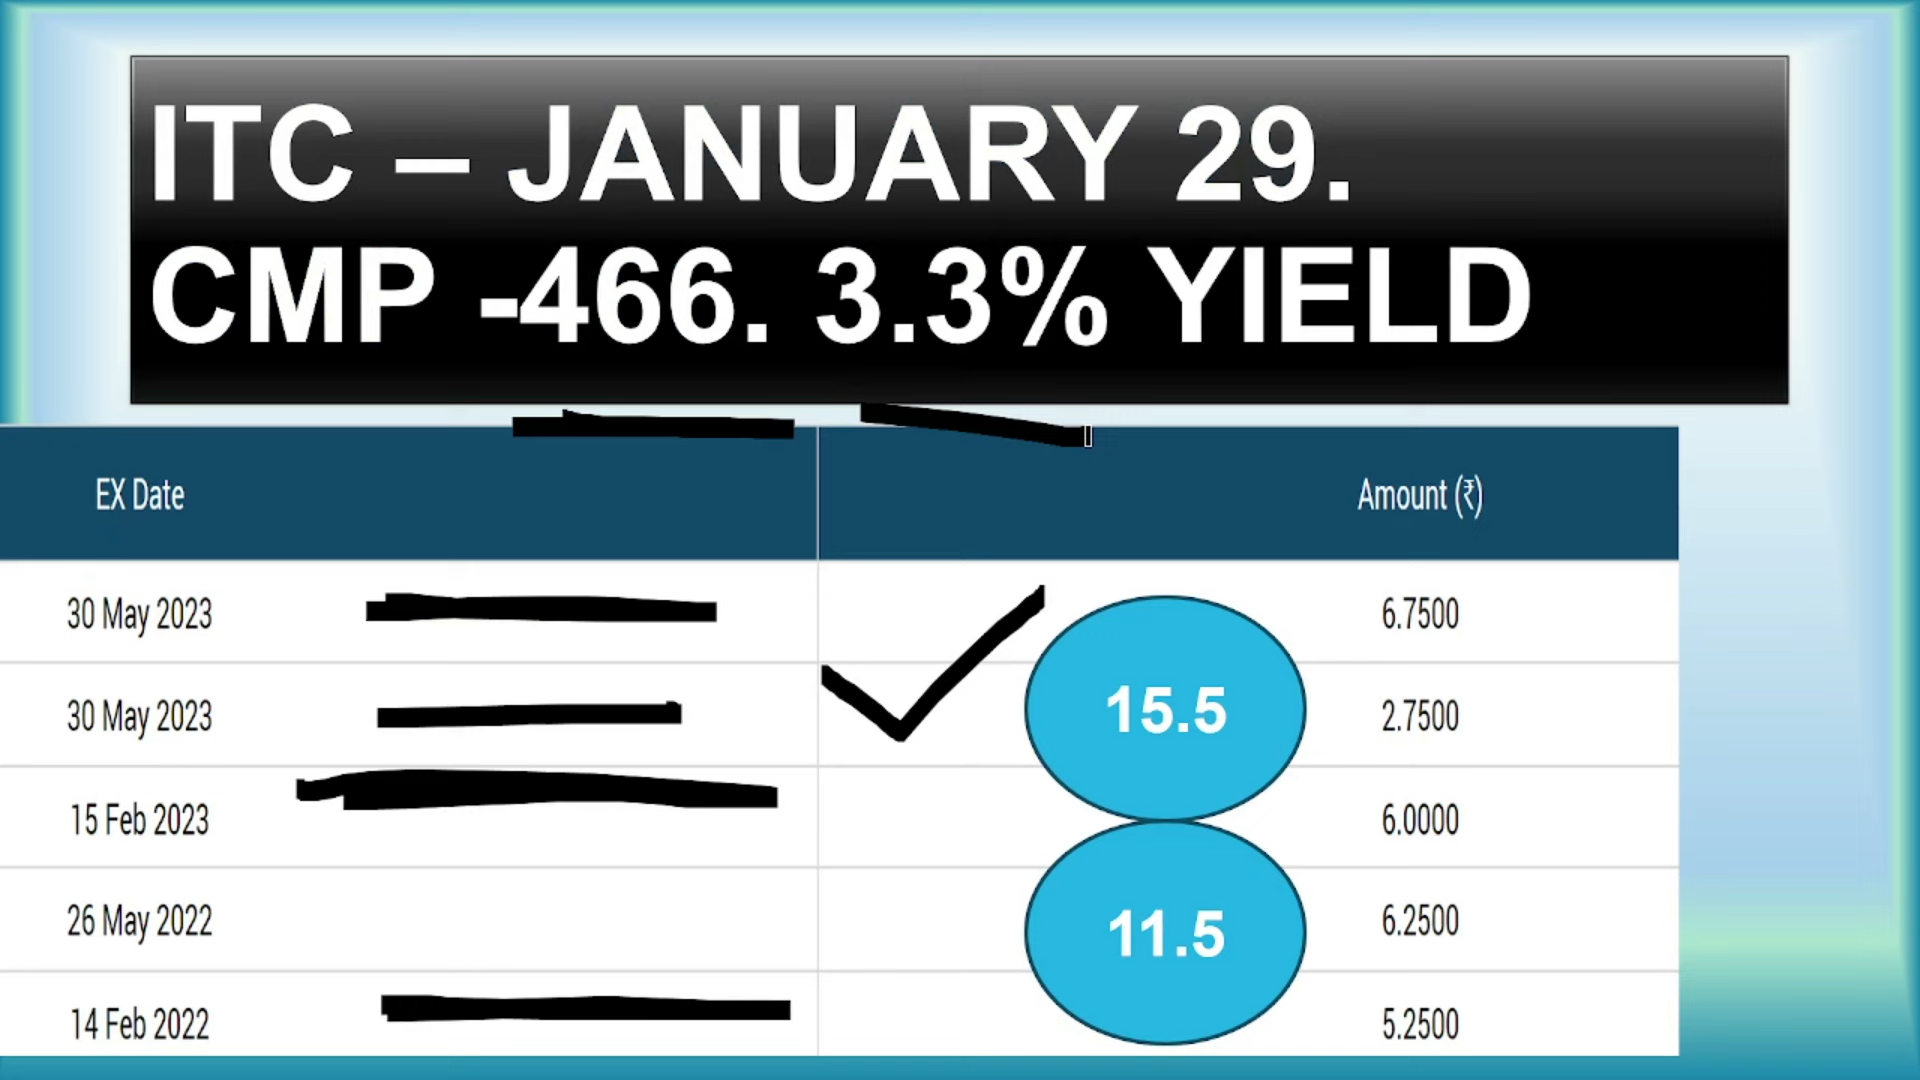 ITC – JANUARY 29.
CMP -466. 3.3% YIELD
EX Date Amount (₹)
30 May 2023 6.7500
30 May 2023 15.5 2.7500
15 Feb 2023 6.0000
26 May 2022 11.5 6.2500
14 Feb 2022 5.2500